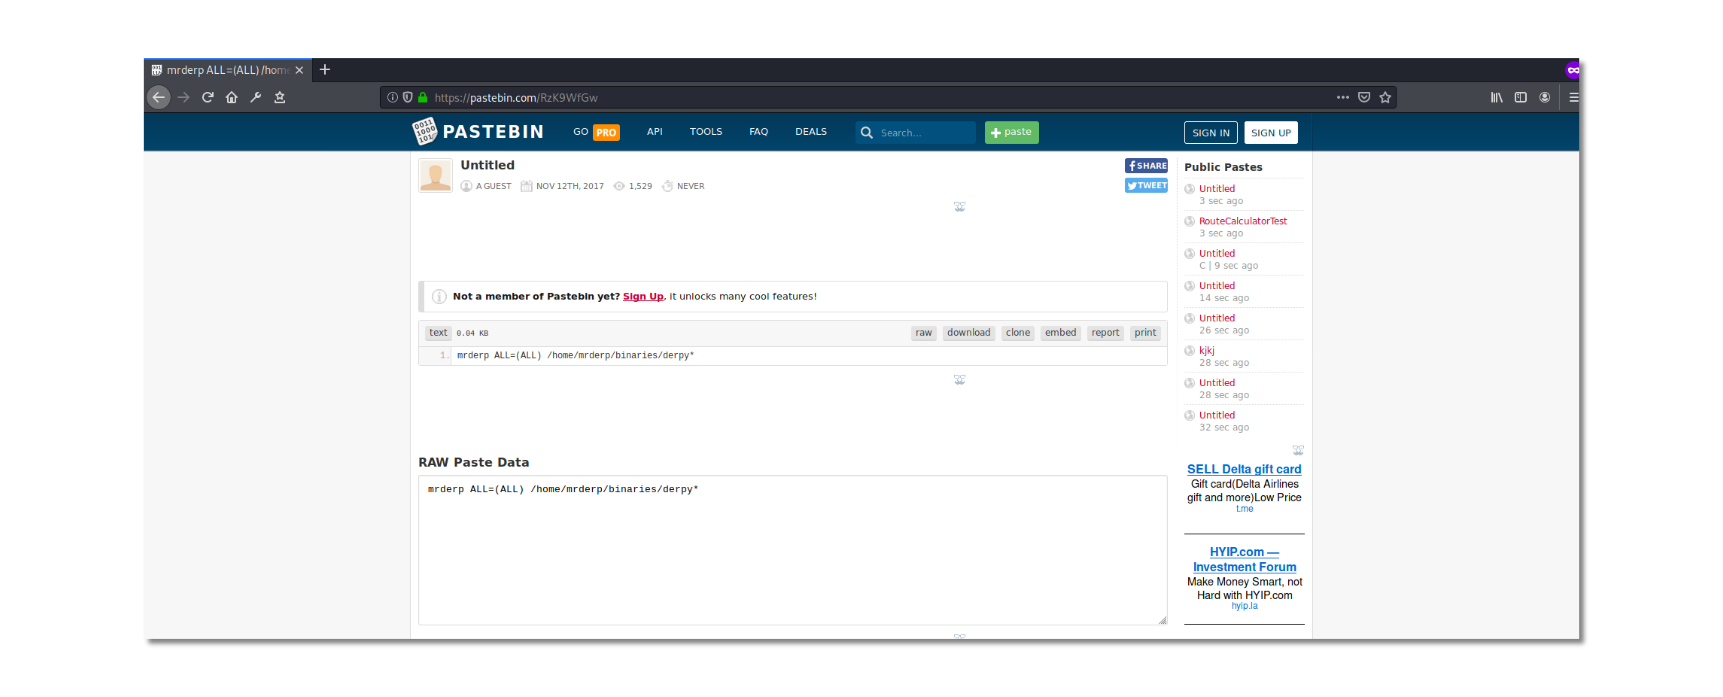 mrderp ALL=(ALL) /home
https://pastebin.com/RzK9WfGw
0011
1000
101
PASTEBIN
GO PRO API TOOLS FAQ DEALS Search... + paste SIGN IN SIGN UP
Untitled
A GUEST NOV 12TH, 2017 1,529 NEVER
SHARE
TWEET
Not a member of Pastebin yet? Sign Up, it unlocks many cool features!
text 0.04 KB raw download clone embed report print
1. mrderp ALL=(ALL) /home/mrderp/binaries/derpy*
RAW Paste Data
mrderp ALL=(ALL) /home/mrderp/binaries/derpy*
Public Pastes
Untitled
3 sec ago
RouteCalculatorTest
3 sec ago
Untitled
C | 9 sec ago
Untitled
14 sec ago
Untitled
26 sec ago
kjkj
28 sec ago
Untitled
28 sec ago
Untitled
32 sec ago
SELL Delta gift card
Gift card(Delta Airlines
gift and more)Low Price
t.me
HYIP.com —
Investment Forum
Make Money Smart, not
Hard with HYIP.com
hyip.la